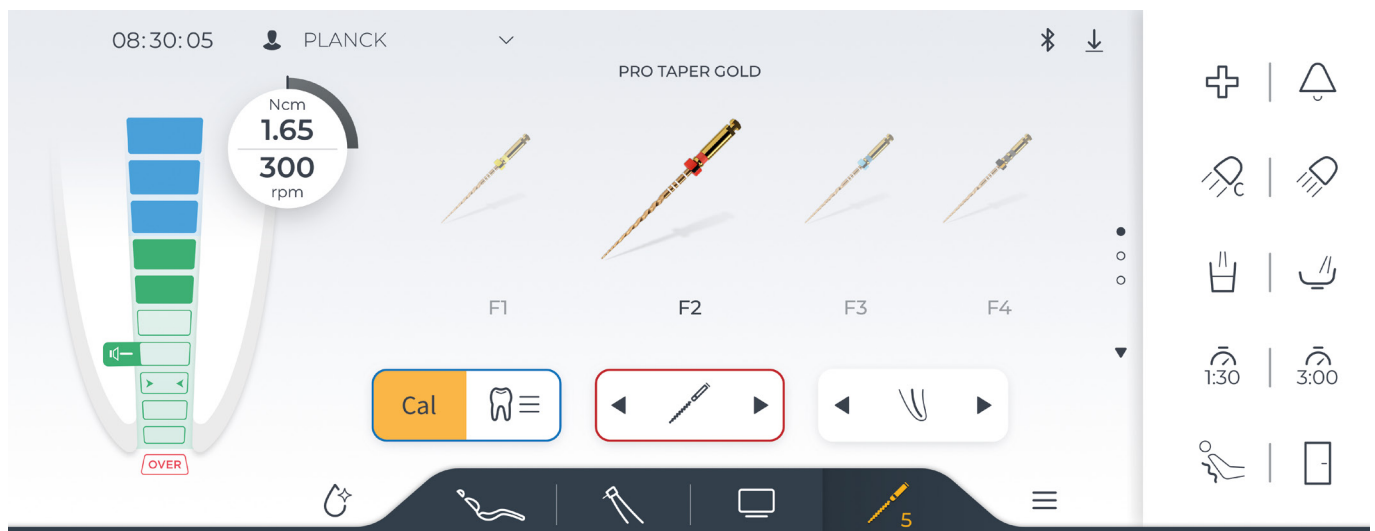 08:30:05
PLANCK
PRO TAPER GOLD
Ncm
1.65
300
rpm
F1
F2
F3
F4
C
1:30
3:00
Cal
OVER
5